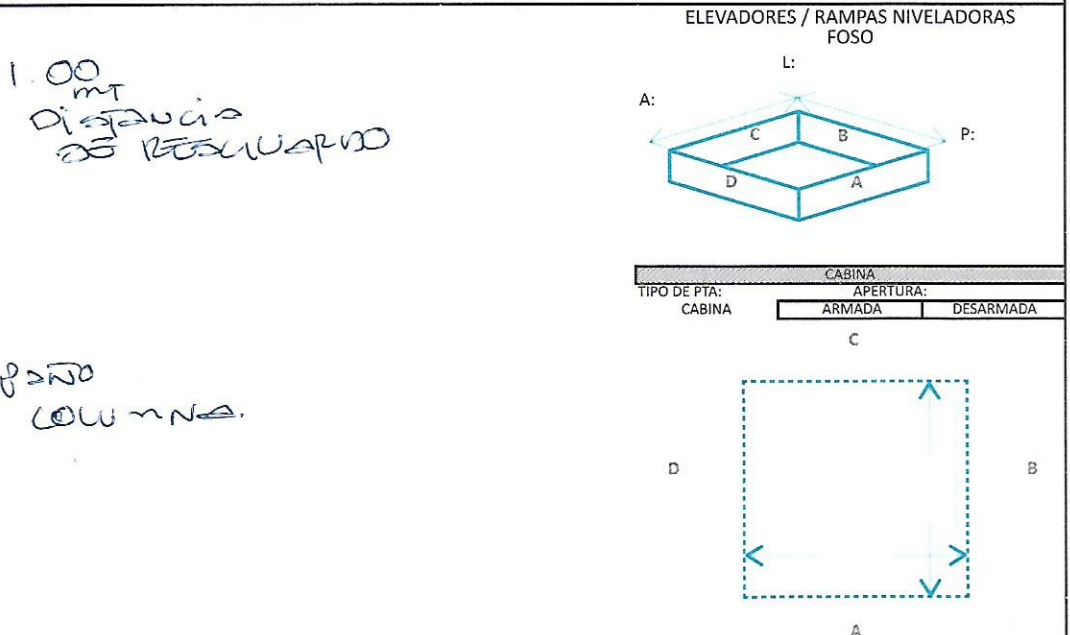 ELEVADORES / RAMPAS NIVELADORAS
FOSO
L:
A:
P:
C
B
D
A
1.00
mT
Distancia
DE RESGUARDO
CABINA
TIPO DE PTA:
APERTURA:
CABINA
ARMADA
DESARMADA
C
COLUMNA.
D
B
A